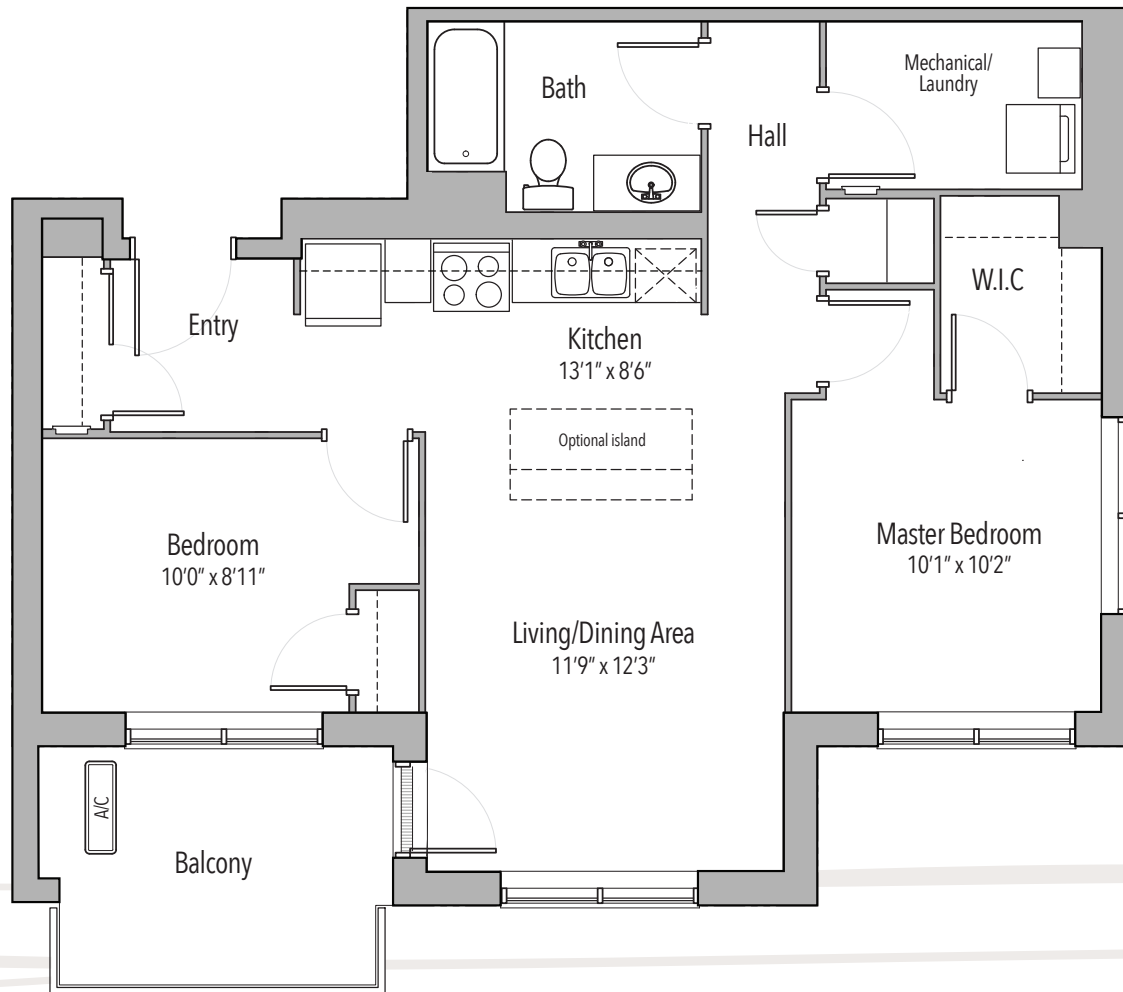 Bath
Mechanical/
Laundry
Hall
W.I.C
Entry
Kitchen
13'1" x 8'6"
Optional island
Bedroom
10'0" x 8'11"
Master Bedroom
10'1" x 10'2"
Living/Dining Area
11'9" x 12'3"
A/C
Balcony